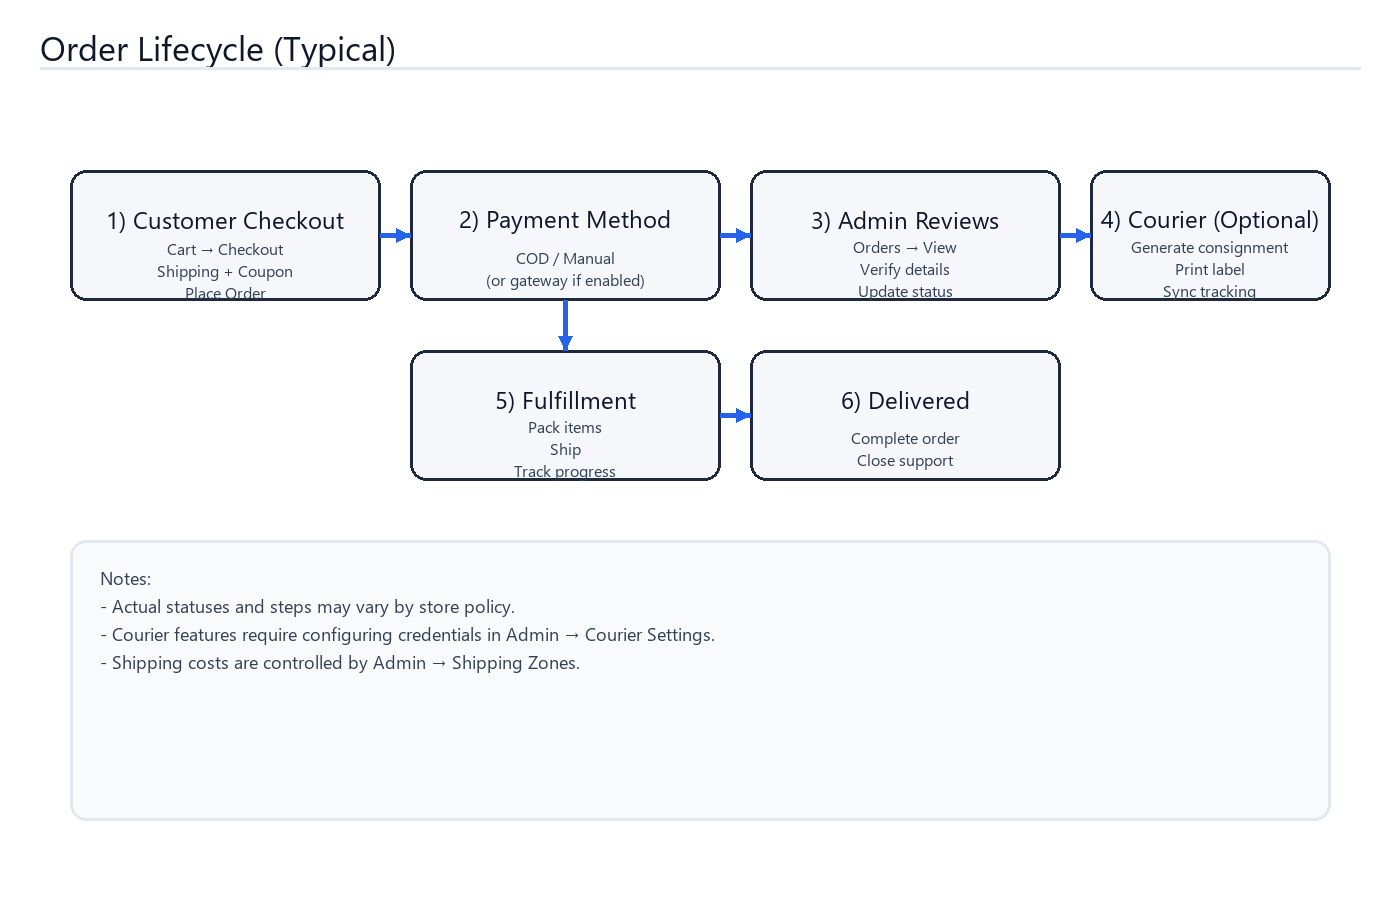 Order Lifecycle (Typical)
1) Customer Checkout
Cart → Checkout
Shipping + Coupon
Place Order
2) Payment Method
COD / Manual
(or gateway if enabled)
3) Admin Reviews
Orders → View
Verify details
Update status
4) Courier (Optional)
Generate consignment
Print label
Sync tracking
5) Fulfillment
Pack items
Ship
Track progress
6) Delivered
Complete order
Close support
Notes:
- Actual statuses and steps may vary by store policy.
- Courier features require configuring credentials in Admin → Courier Settings.
- Shipping costs are controlled by Admin → Shipping Zones.